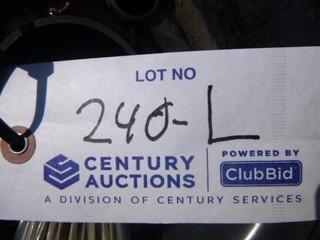 LOT NO
240-L
CENTURY AUCTIONS
POWERED BY
ClubBid
A DIVISION OF CENTURY SERVICES